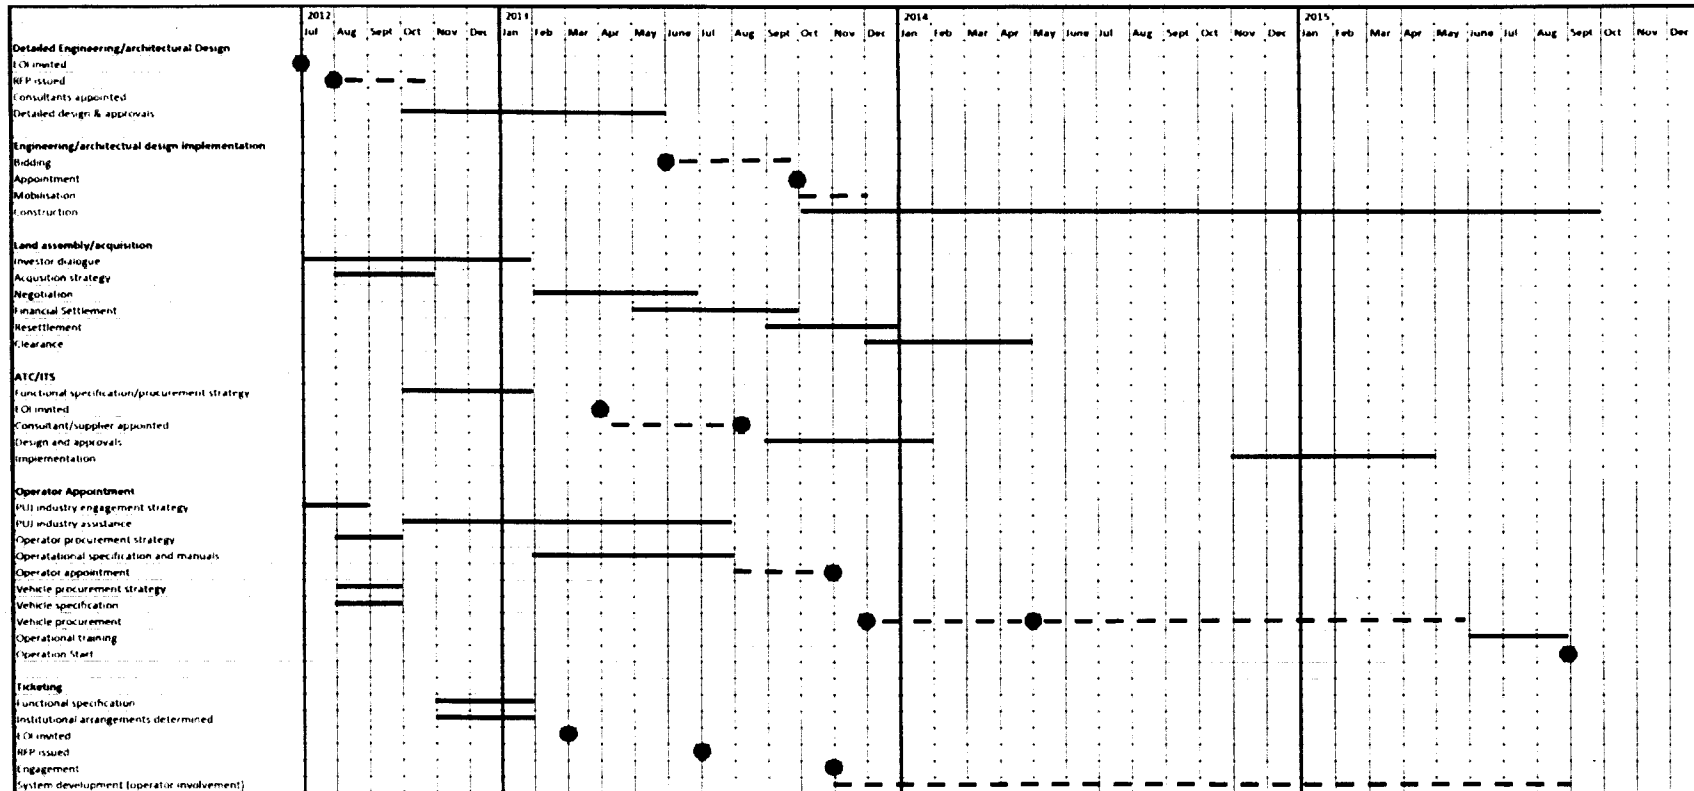 2012 2013 2014 2015
Jul Aug Sept Oct Nov Dec Jan Feb Mar Apr May June Jul Aug Sept Oct Nov Dec Jan Feb Mar Apr May June Jul Aug Sept Oct Nov Dec Jan Feb Mar Apr May June Jul Aug Sept Oct Nov Dec
Detailed Engineering/architectural Design
EOI invited
RFP issued
Consultants appointed
Detailed design & approvals
Engineering/architectual design implementation
Bidding
Appointment
Mobilisation
Construction
Land assembly/acquisition
Investor dialogue
Acqusition strategy
Negotiation
Financial Settlement
Resettlement
Clearance
ATC/ITS
Functional specification/procurement strategy
EOI invited
Consultant/supplier appointed
Design and approvals
Implementation
Operator Appointment
PUJ industry engagement strategy
PUJ industry assistance
Operator procurement strategy
Operatational specification and manuals
Operator appointment
Vehicle procurement strategy
Vehicle specification
Vehicle procurement
Operational training
Operation Start
Ticketing
Functional specification
Institutional arrangements determined
EOI invited
RFP issued
Engagement
System development (operator involvement)